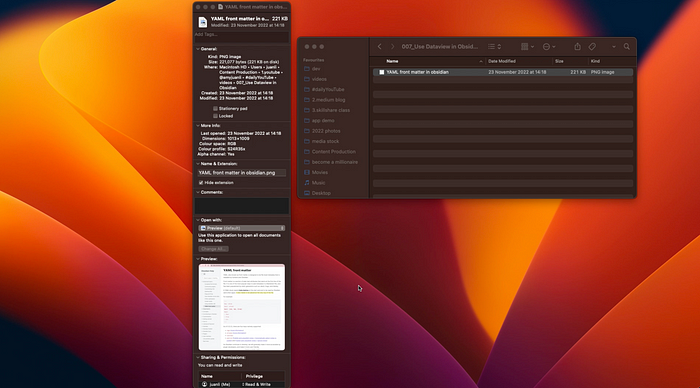 YAML front matter in obs...
YAML front matter in o... 221 KB
Modified: 23 November 2022 at 14:18
Add Tags...
General:
Kind: PNG image
Size: 221,077 bytes (221 KB on disk)
Where: Macintosh HD • Users • juanli •
Content Production • 1.youtube •
@amyjuanli • #dailyYouTube •
videos • 007_Use Dataview in
Obsidian
Created: 23 November 2022 at 14:18
Modified: 23 November 2022 at 14:18
Stationery pad
Locked
More Info:
Last opened: 23 November 2022 at 14:18
Dimensions: 1013×1009
Colour space: RGB
Colour profile: S24R35x
Alpha channel: Yes
Name & Extension:
YAML front matter in obsidian.png
Hide extension
Comments:
Open with:
Preview (default)
Use this application to open all documents
like this one.
Change All...
Preview:
YAML front matter
Sharing & Permissions:
You can read and write
Name Privilege
juanli (Me) Read & Write
007_Use Dataview in Obsid...
Favourites
dev
videos
#dailyYouTube
2.medium blog
3.skillshare class
app demo
2022 photos
media stock
Content Production
become a millionaire
Movies
Music
Desktop
Name Date Modified Size Kind
YAML front matter in obsidian 23 November 2022 at 14:18 221 KB PNG image